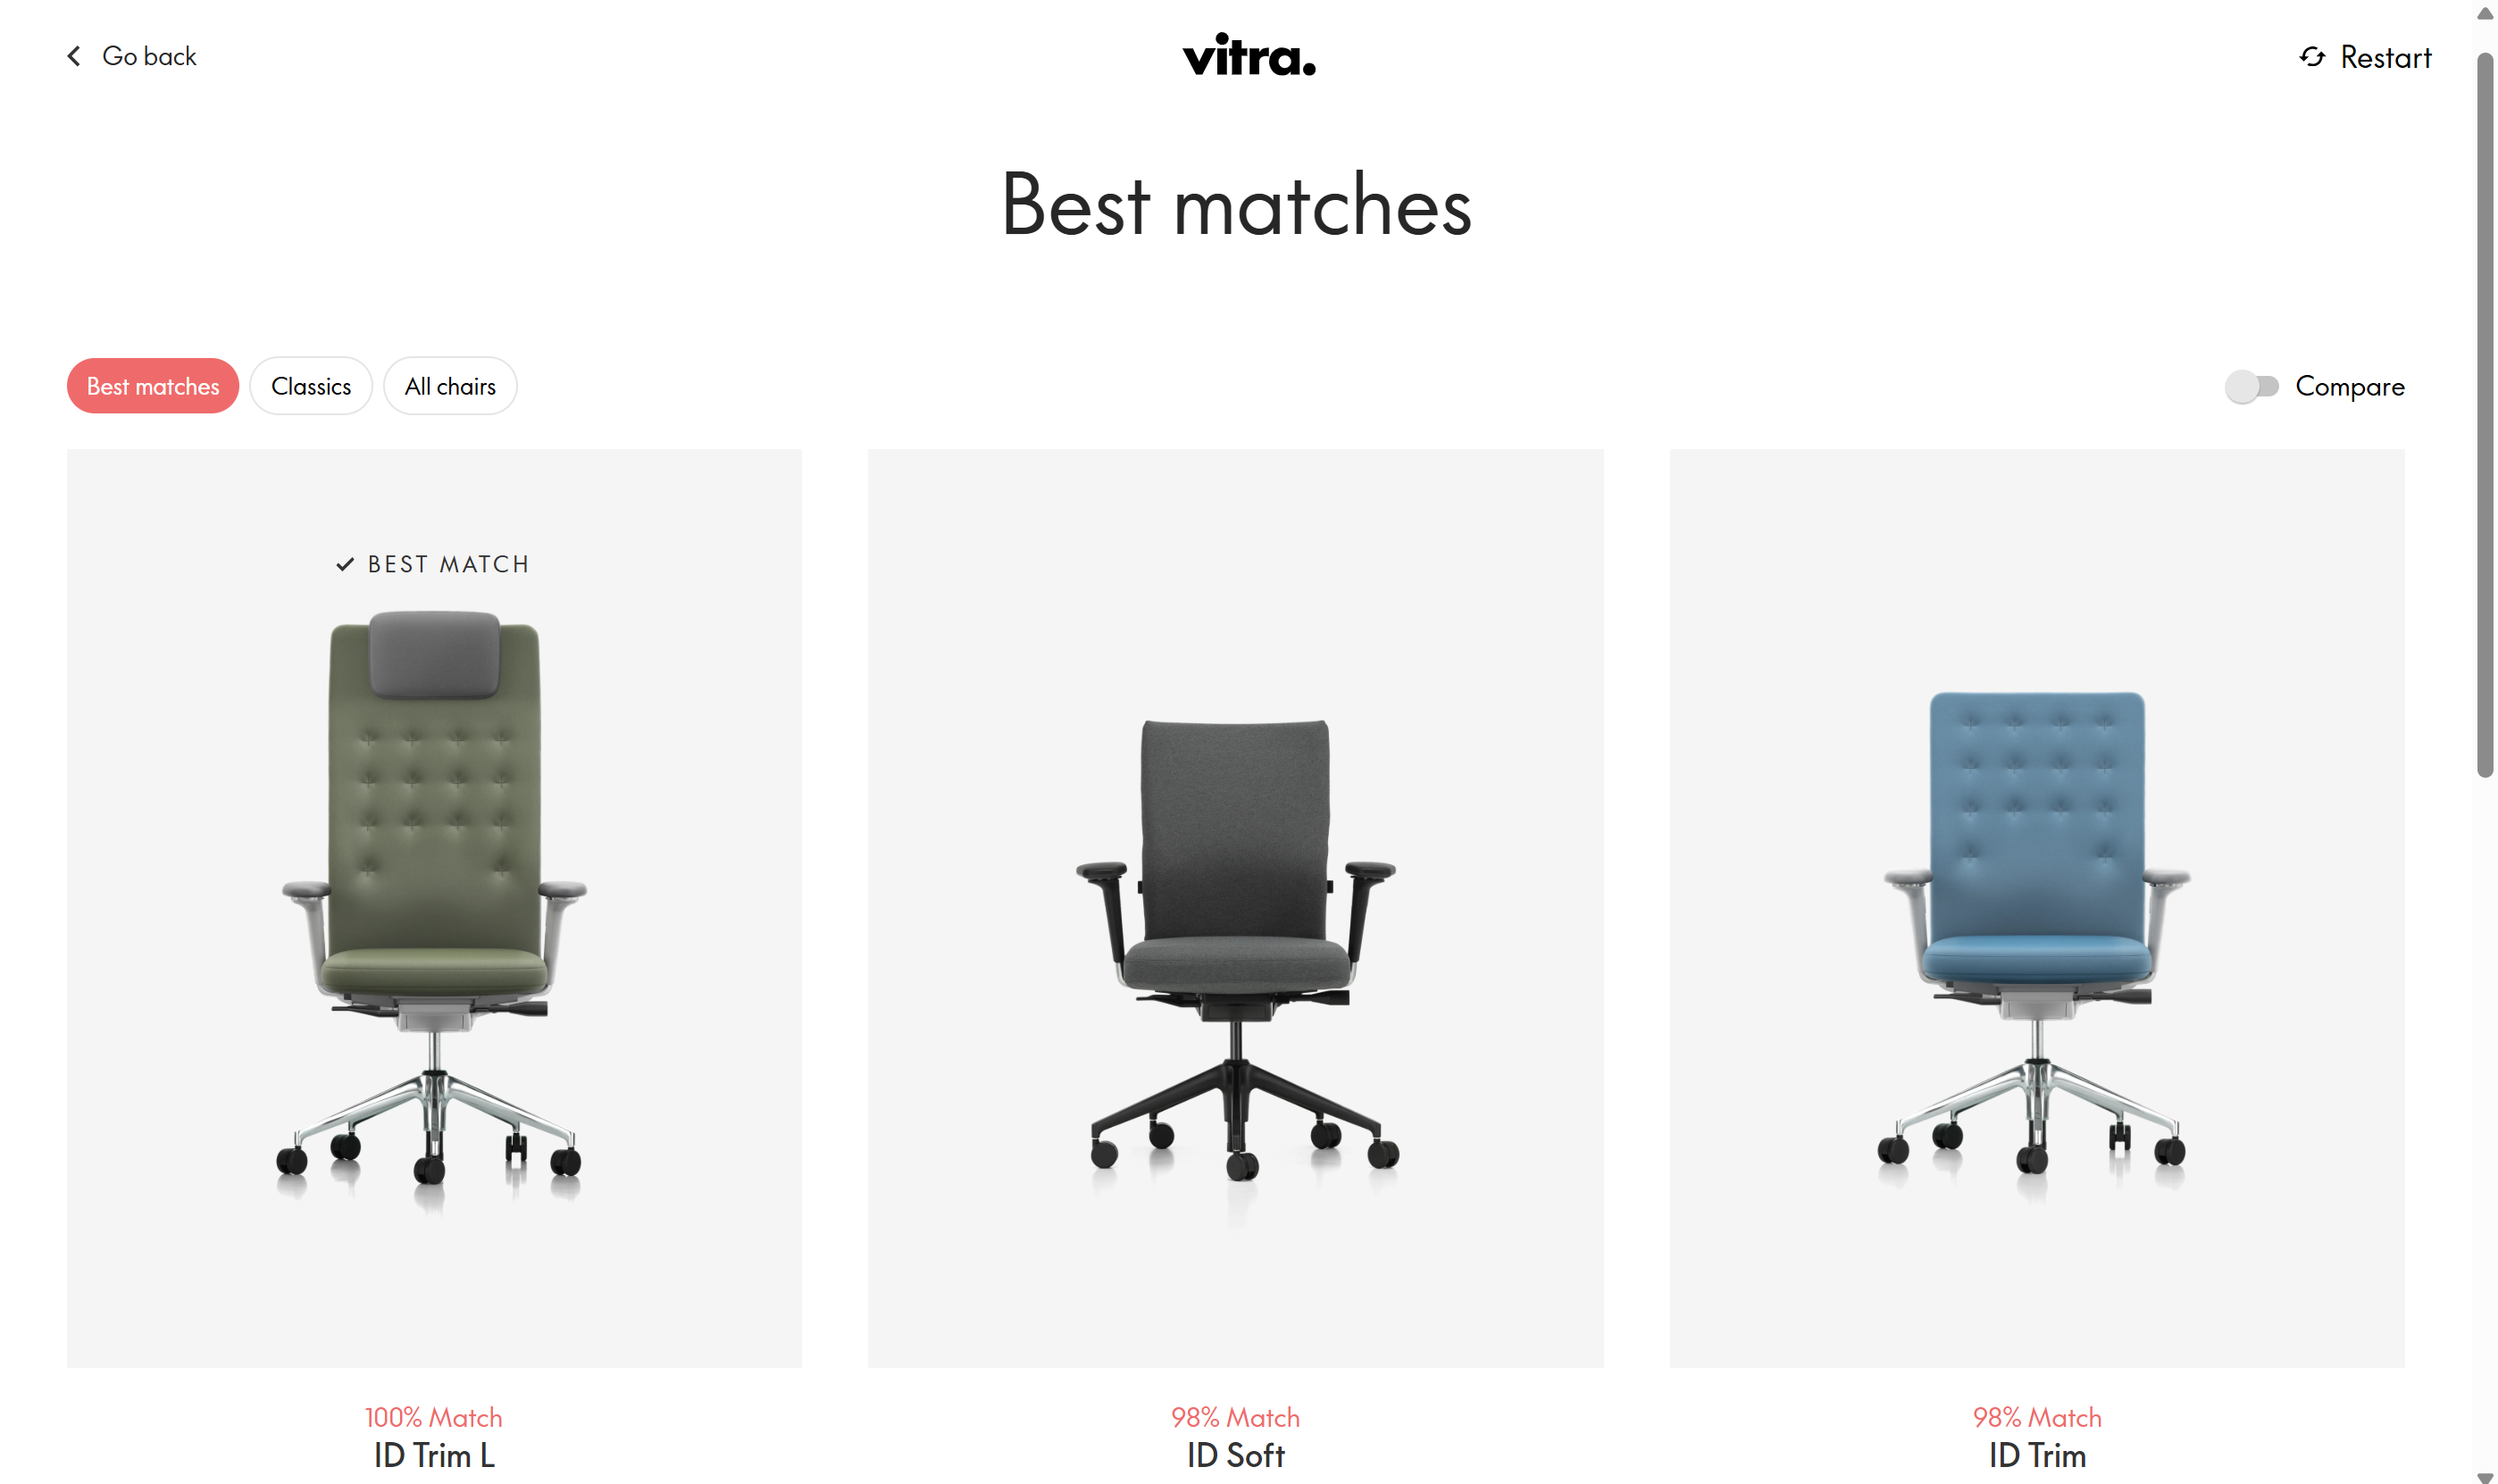 Go back
vitra.
Restart
Best matches
Best matches
Classics
All chairs
Compare
BEST MATCH
100% Match
ID Trim L
98% Match
ID Soft
98% Match
ID Trim